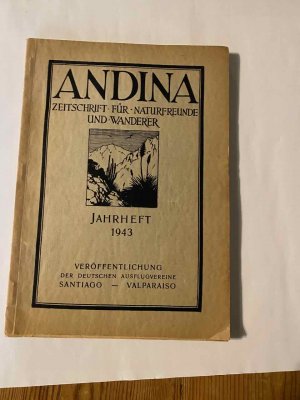 ANDINA
ZEITSCHRIFT · FÜR · NATURFREUNDE
UND · WANDERER
JAHRHEFT
1943
VERÖFFENTLICHUNG
DER DEUTSCHEN AUSFLUGVEREINE
SANTIAGO — VALPARAISO